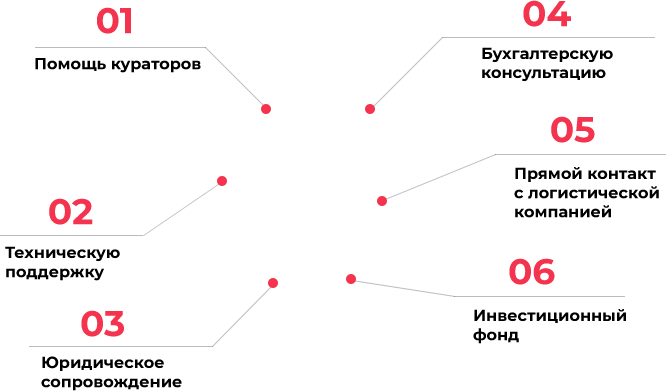 01
Помощь кураторов
02
Техническую
поддержку
03
Юридическое
сопровождение
04
Бухгалтерскую
консультацию
05
Прямой контакт
с логистической
компанией
06
Инвестиционный
фонд